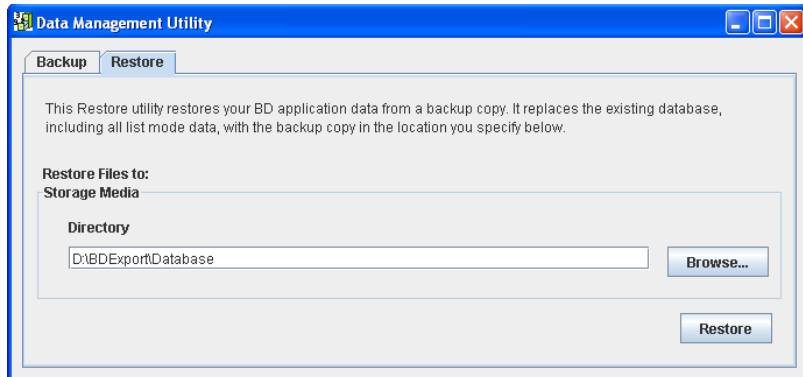 Data Management Utility
Backup Restore
This Restore utility restores your BD application data from a backup copy. It replaces the existing database,
including all list mode data, with the backup copy in the location you specify below.
Restore Files to:
Storage Media
Directory
D:\BDExport\Database
Browse...
Restore